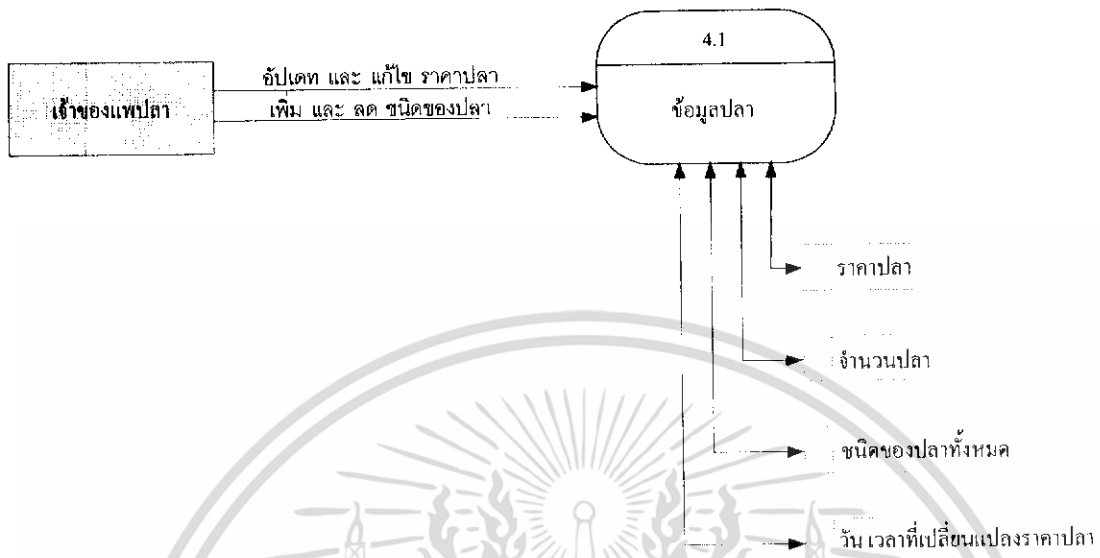 4.1
อัปเดท และ แก้ไข ราคาปลา
เจ้าของแพปลา
เพิ่ม และ ลด ชนิดของปลา
ข้อมูลปลา
ราคาปลา
จำนวนปลา
ชนิดของปลาทั้งหมด
วัน เวลาที่เปลี่ยนแปลงราคาปลา